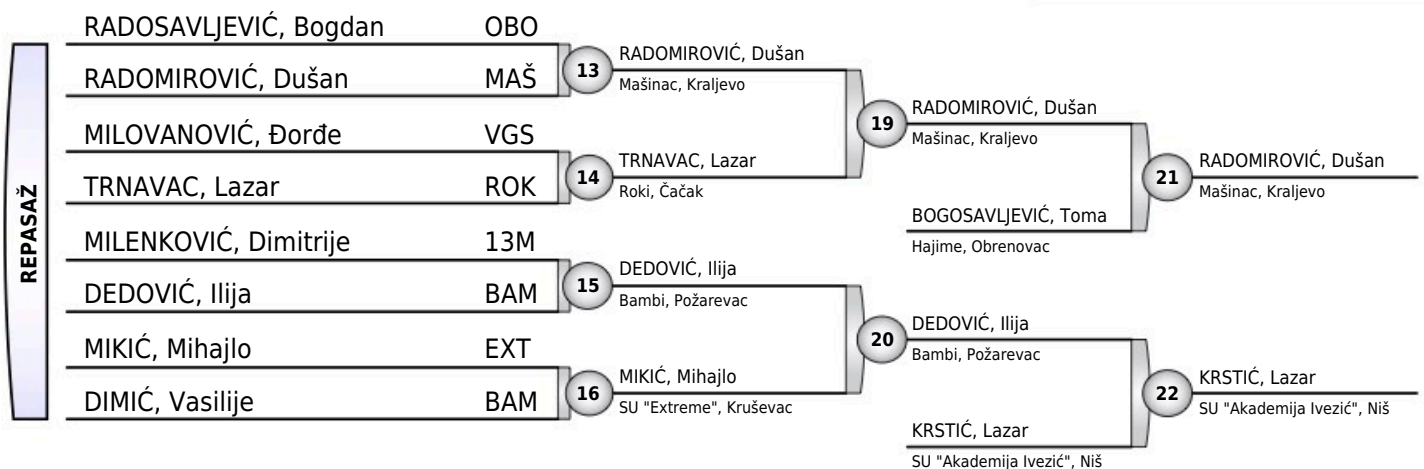 REPASAŽ
RADOSAVLJEVIĆ, Bogdan OBO
RADOMIROVIĆ, Dušan MAŠ
MILOVANOVIĆ, Đorđe VGS
TRNAVAC, Lazar ROK
MILENKOVIĆ, Dimitrije 13M
DEDOVIĆ, Ilija BAM
MIKIĆ, Mihajlo EXT
DIMIĆ, Vasilije BAM
13
RADOMIROVIĆ, Dušan
Mašinac, Kraljevo
14
TRNAVAC, Lazar
Roki, Čačak
15
DEDOVIĆ, Ilija
Bambi, Požarevac
16
MIKIĆ, Mihajlo
SU "Extreme", Kruševac
19
RADOMIROVIĆ, Dušan
Mašinac, Kraljevo
BOGOSAVLJEVIĆ, Toma
Hajime, Obrenovac
20
DEDOVIĆ, Ilija
Bambi, Požarevac
KRSTIĆ, Lazar
SU "Akademija Ivezić", Niš
21
RADOMIROVIĆ, Dušan
Mašinac, Kraljevo
22
KRSTIĆ, Lazar
SU "Akademija Ivezić", Niš